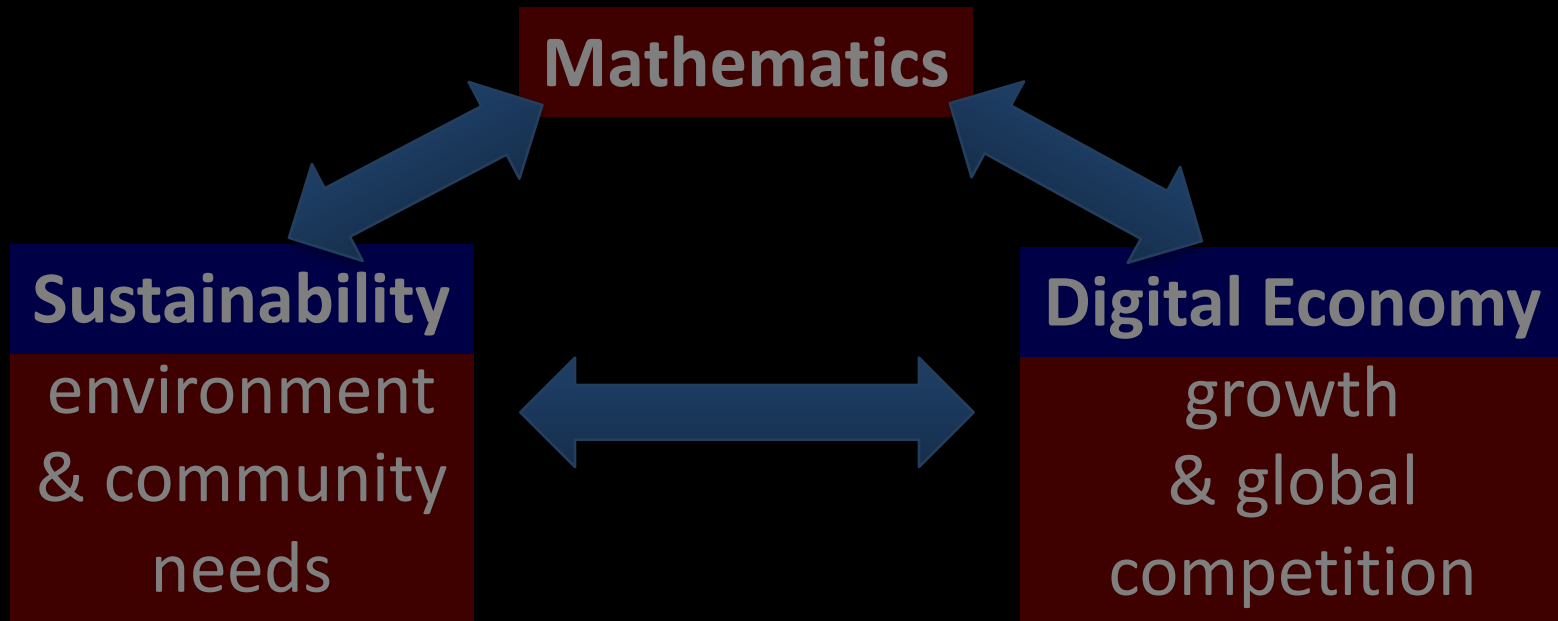 Mathematics
Sustainability
environment
& community
needs
Digital Economy
growth
& global
competition